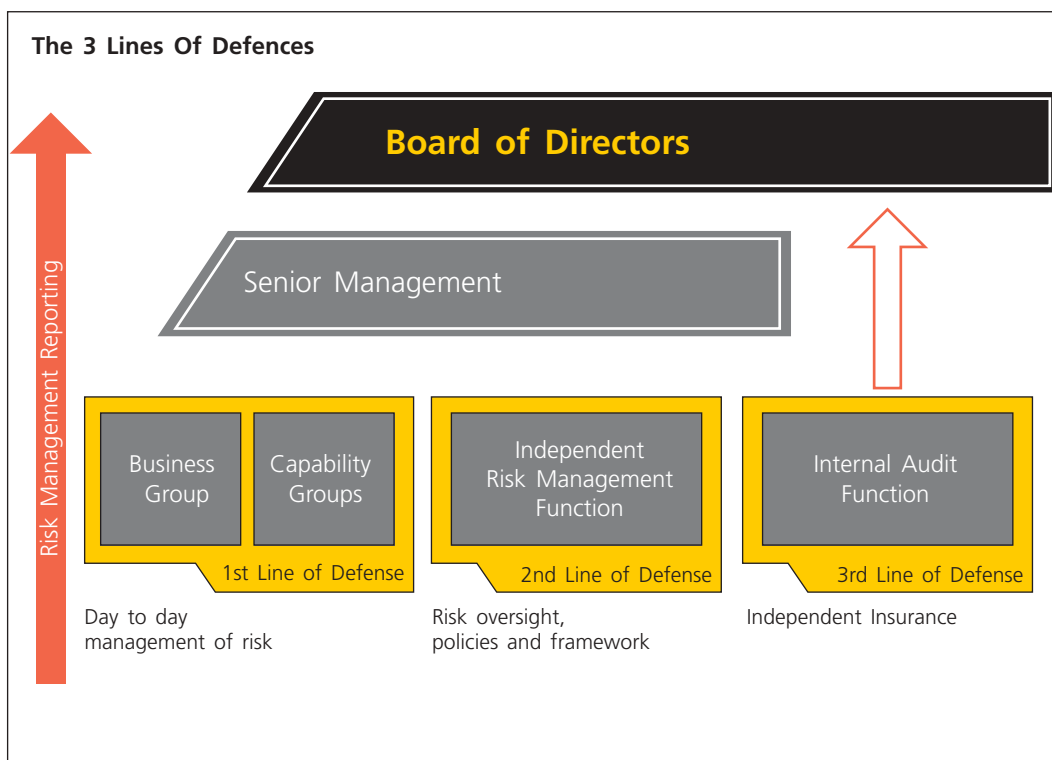 The 3 Lines Of Defences
Board of Directors
Senior Management
Risk Management Reporting
Business
Group
Capability
Groups
1st Line of Defense
Day to day
management of risk
Independent
Risk Management
Function
2nd Line of Defense
Risk oversight,
policies and framework
Internal Audit
Function
3rd Line of Defense
Independent Insurance